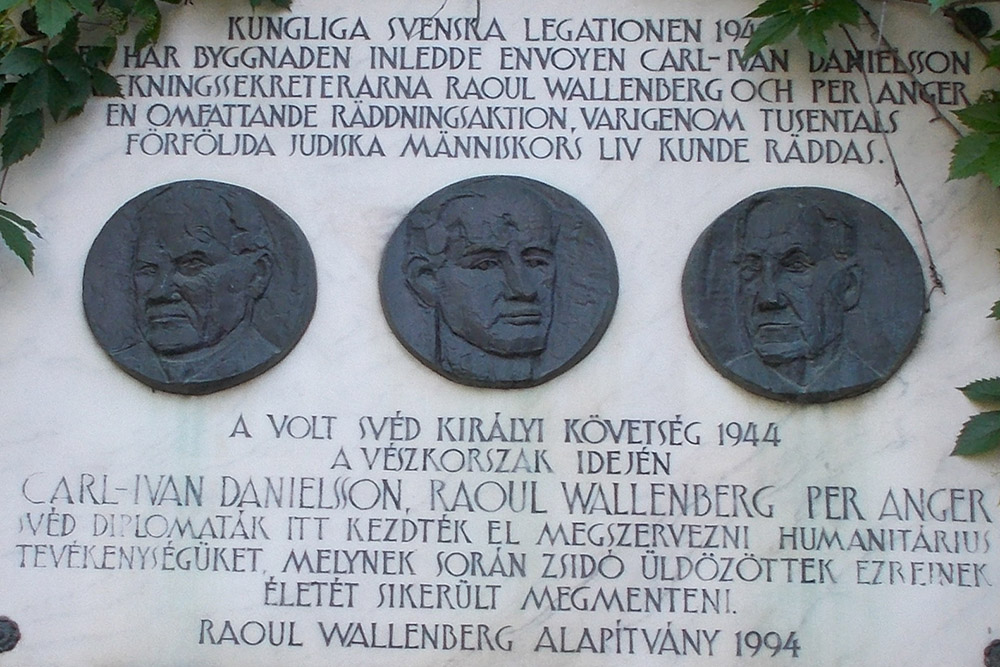 KUNGLIGA SVENSKA LEGATIONEN 194
HÄR BYGGNADEN INLEDDE ENVOYEN CARL-IVAN DANIELSSON
CKNINGSSEKRETERARNA RAOUL WALLENBERG OCH PER ANGER
EN OMFATTANDE RÄDDNINGSAKTION, VARIGENOM TUSENTALS
FÖRFÖLJDA JUDISKA MÄNNISKORS LIV KUNDE RÄDDAS.
A VOLT SVÉD KIRÁLYI KÖVETSÉG 1944
A VÉSZKORSZAK IDEJÉN
CARL-IVAN DANIELSSON, RAOUL WALLENBERG PER ANGER
SVÉD DIPLOMATÁK ITT KEZDTÉK EL MEGSZERVEZNI HUMANITÁRIUS
TEVÉKENYSÉGÜKET, MELYNEK SORÁN ZSIDÓ ÜLDÖZÖTTEK EZREINEK
ÉLETÉT SIKERÜLT MEGMENTENI.
RAOUL WALLENBERG ALAPÍTVÁNY 1994